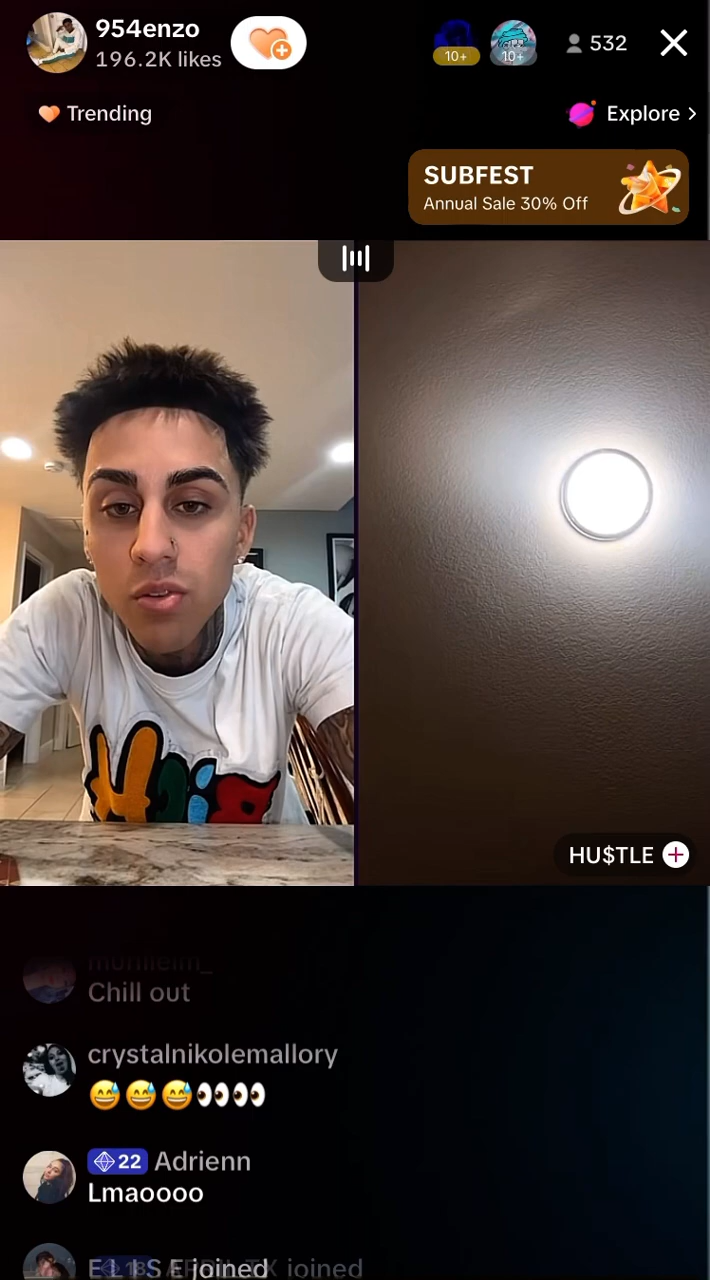 954enzo
196.2K likes
10+
10+
532
Trending
Explore >
SUBFEST
Annual Sale 30% Off
HU$TLE
Chill out
crystalnikolemallory
😅😅😅👀👀
22 Adrienn
Lmaoooo
joined